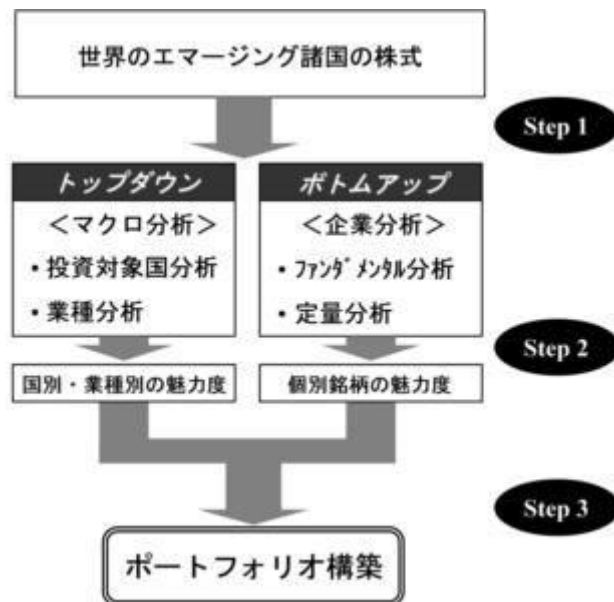 世界のエマージング諸国の株式
Step 1
トップダウン
<マクロ分析>
・投資対象国分析
・業種分析
ボトムアップ
<企業分析>
・ファンダメンタル分析
・定量分析
Step 2
国別・業種別の魅力度
個別銘柄の魅力度
Step 3
ポートフォリオ構築